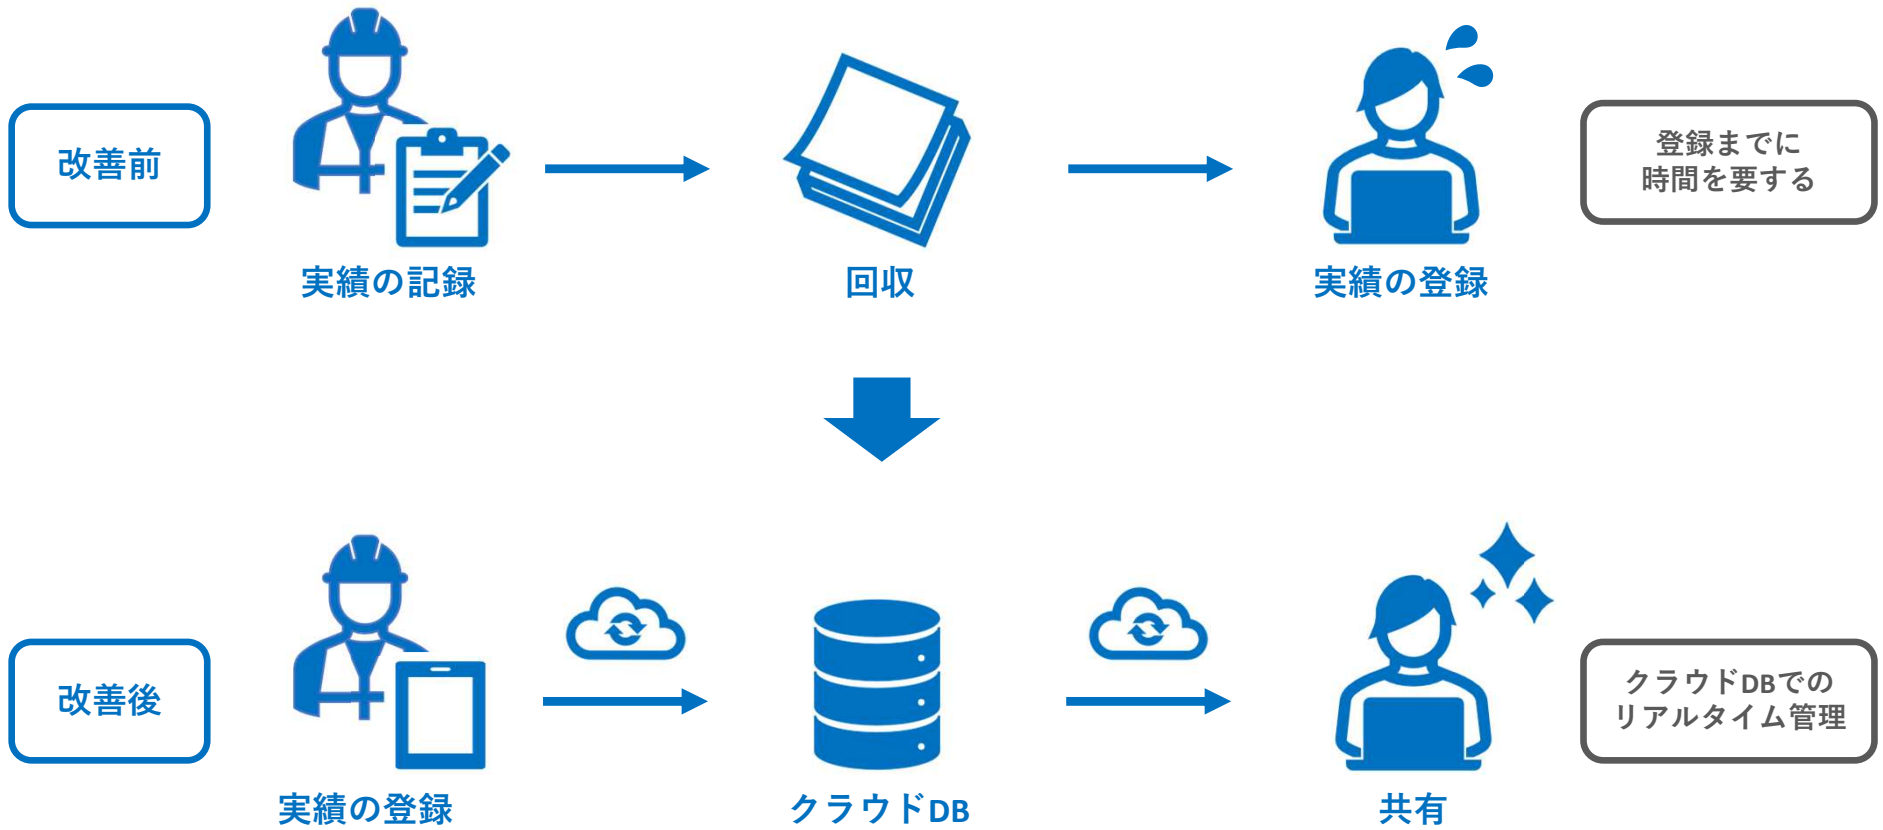 改善前
実績の記録
回収
実績の登録
登録までに
時間を要する
改善後
実績の登録
クラウドDB
共有
クラウドDBでの
リアルタイム管理